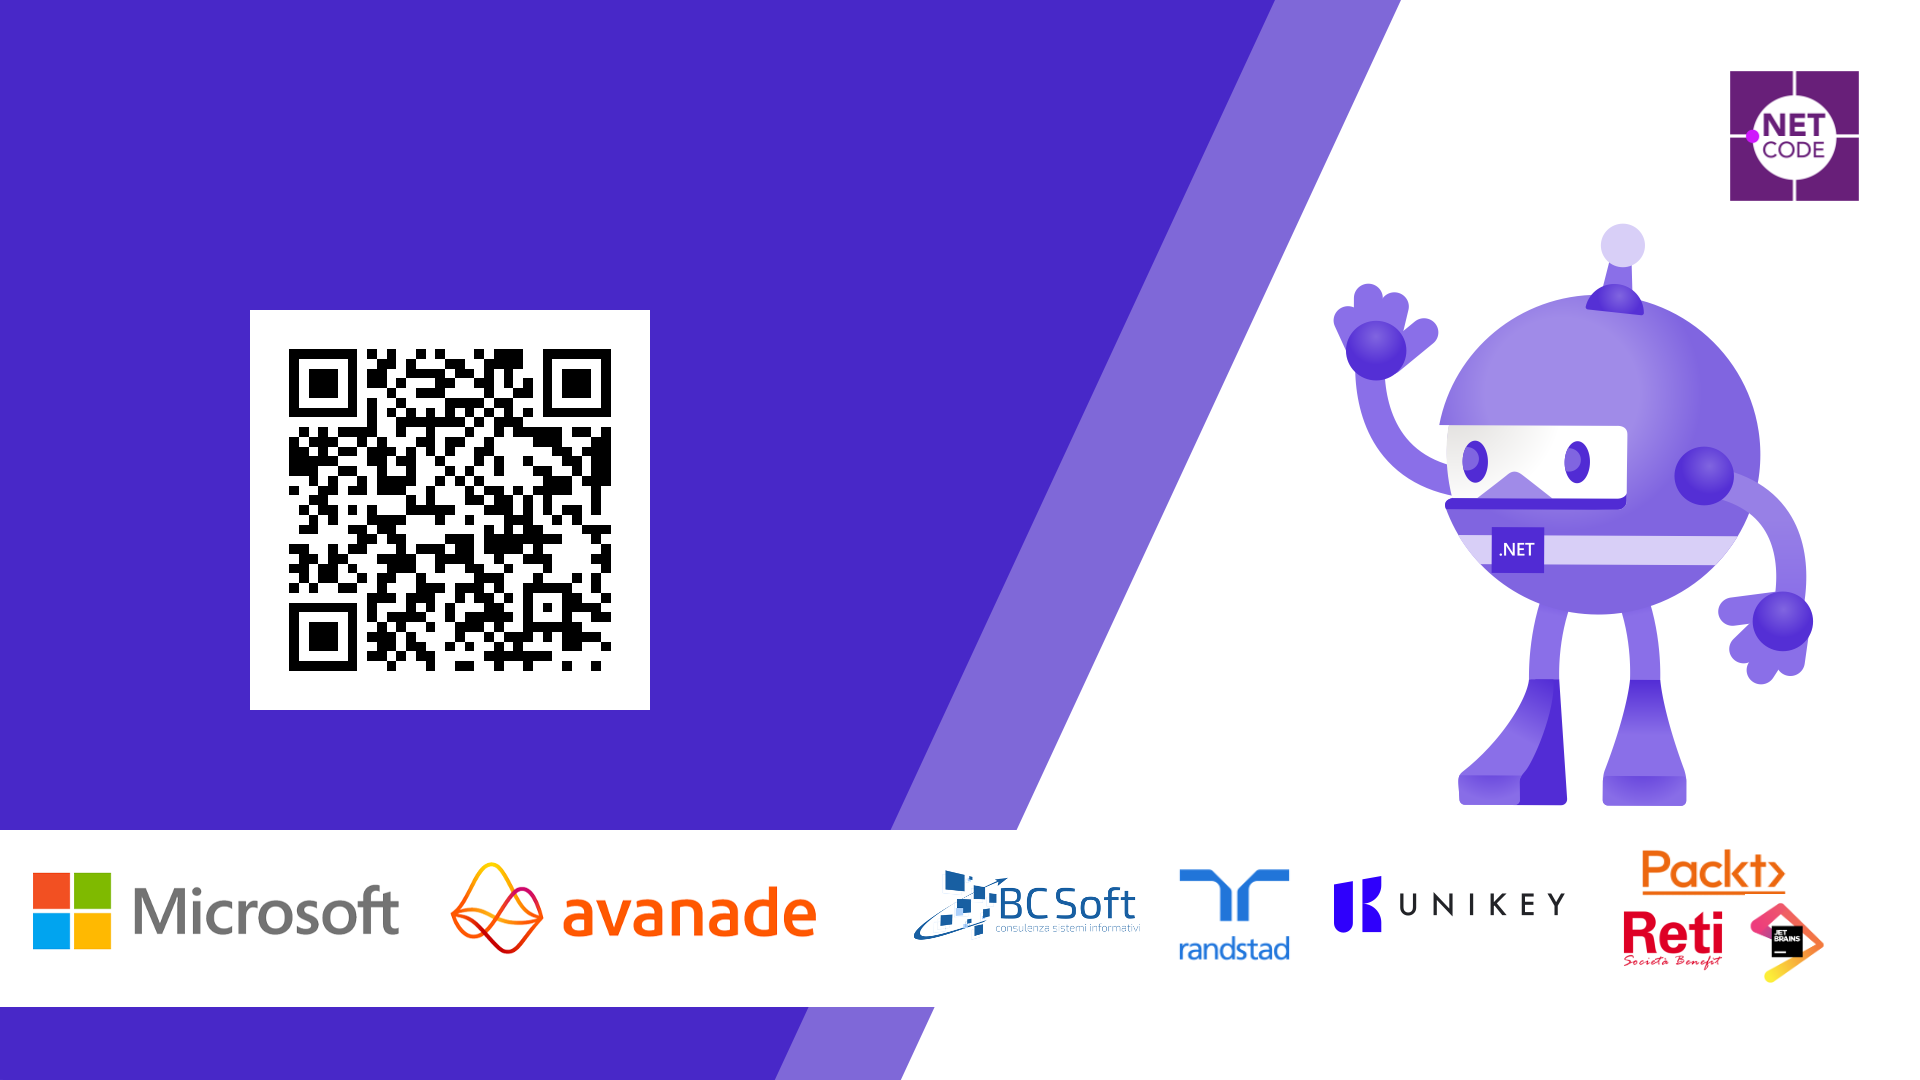 .NET
CODE
.NET
Microsoft
avanade
BC Soft
consulenza sistemi informativi
randstad
UNIKEY
Packt>
Reti
Società Benefit
JET
BRAINS